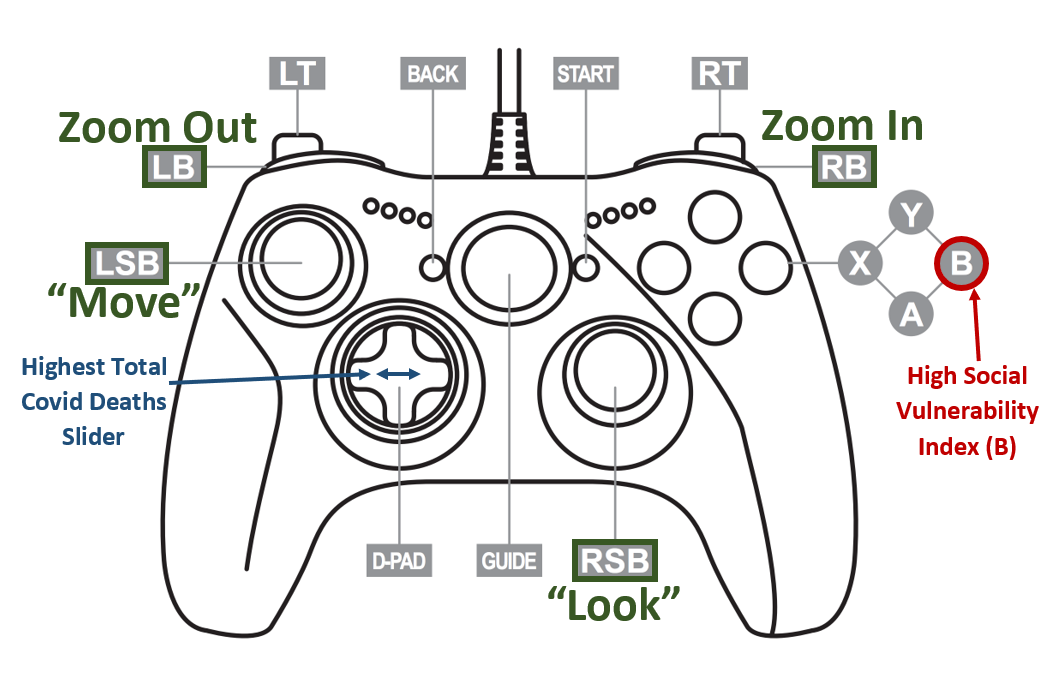 LT
BACK
START
RT
Zoom Out
Zoom In
LB
RB
Y
LSB
X
B
“Move”
A
Highest Total
Covid Deaths
Slider
High Social
Vulnerability
Index (B)
D-PAD
GUIDE
RSB
“Look”